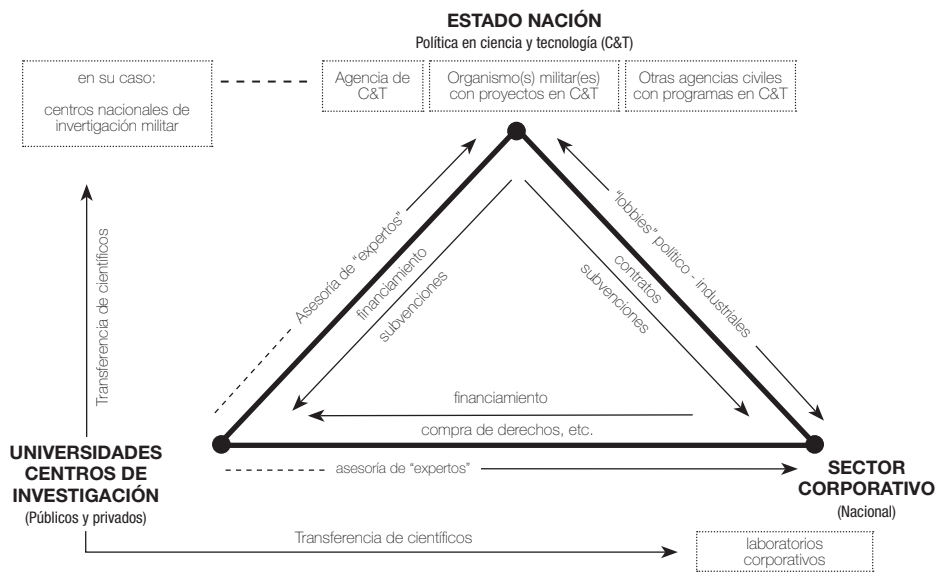 ESTADO NACIÓN
Política en ciencia y tecnología (C&T)
en su caso:
centros nacionales de
invertigación militar
Agencia de
C&T
Organismo(s) militar(es)
con proyectos en C&T
Otras agencias civiles
con programas en C&T
Transferencia de científicos
Asesoría de “expertos”
financiamiento
subvenciones
contratos
subvenciones
“lobbies” político - industriales
financiamiento
compra de derechos, etc.
asesoría de “expertos”
UNIVERSIDADES
CENTROS DE
INVESTIGACIÓN
(Públicos y privados)
SECTOR
CORPORATIVO
(Nacional)
Transferencia de científicos
laboratorios
corporativos